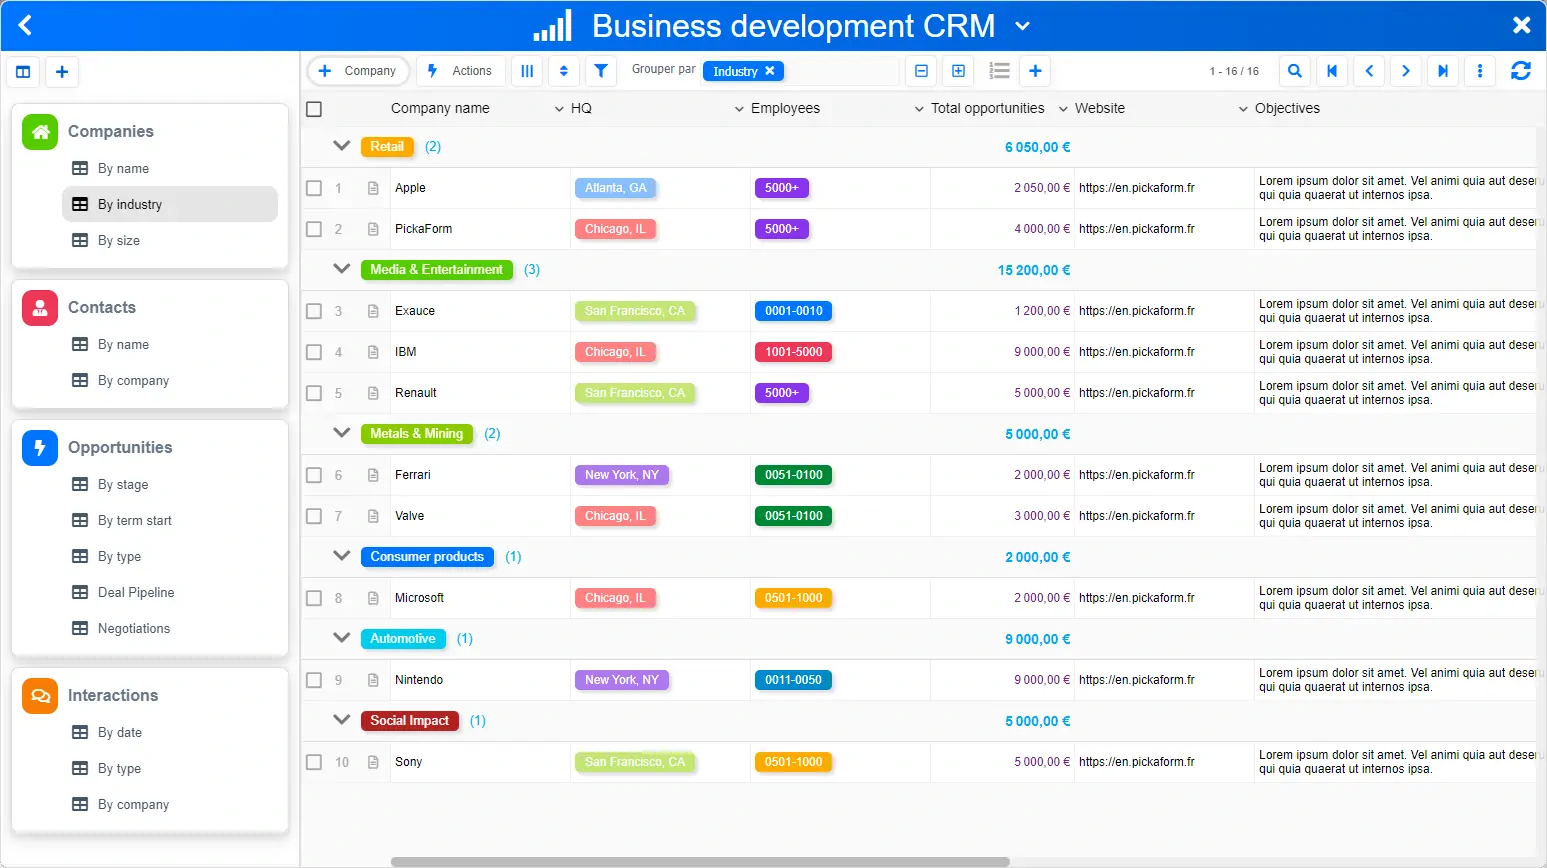 Business development CRM
Company
Actions
Grouper par
Industry
1 - 16 / 16
Companies
By name
By industry
By size
Contacts
By name
By company
Opportunities
By stage
By term start
By type
Deal Pipeline
Negotiations
Interactions
By date
By type
By company
Company name HQ Employees Total opportunities Website Objectives
Retail (2) 6 050,00 €
1 Apple Atlanta, GA 5000+ 2 050,00 € https://en.pickaform.fr Lorem ipsum dolor sit amet. Vel animi quia aut deseru
qui quia quaerat ut internos ipsa.
2 PickaForm Chicago, IL 5000+ 4 000,00 € https://en.pickaform.fr Lorem ipsum dolor sit amet. Vel animi quia aut deseru
qui quia quaerat ut internos ipsa.
Media & Entertainment (3) 15 200,00 €
3 Exauce San Francisco, CA 0001-0010 1 200,00 € https://en.pickaform.fr Lorem ipsum dolor sit amet. Vel animi quia aut deseru
qui quia quaerat ut internos ipsa.
4 IBM Chicago, IL 1001-5000 9 000,00 € https://en.pickaform.fr Lorem ipsum dolor sit amet. Vel animi quia aut deseru
qui quia quaerat ut internos ipsa.
5 Renault San Francisco, CA 5000+ 5 000,00 € https://en.pickaform.fr Lorem ipsum dolor sit amet. Vel animi quia aut deseru
qui quia quaerat ut internos ipsa.
Metals & Mining (2) 5 000,00 €
6 Ferrari New York, NY 0051-0100 2 000,00 € https://en.pickaform.fr Lorem ipsum dolor sit amet. Vel animi quia aut deseru
qui quia quaerat ut internos ipsa.
7 Valve Chicago, IL 0051-0100 3 000,00 € https://en.pickaform.fr Lorem ipsum dolor sit amet. Vel animi quia aut deseru
qui quia quaerat ut internos ipsa.
Consumer products (1) 2 000,00 €
8 Microsoft Chicago, IL 0501-1000 2 000,00 € https://en.pickaform.fr Lorem ipsum dolor sit amet. Vel animi quia aut deseru
qui quia quaerat ut internos ipsa.
Automotive (1) 9 000,00 €
9 Nintendo New York, NY 0011-0050 9 000,00 € https://en.pickaform.fr Lorem ipsum dolor sit amet. Vel animi quia aut deseru
qui quia quaerat ut internos ipsa.
Social Impact (1) 5 000,00 €
10 Sony San Francisco, CA 0501-1000 5 000,00 € https://en.pickaform.fr Lorem ipsum dolor sit amet. Vel animi quia aut deseru
qui quia quaerat ut internos ipsa.